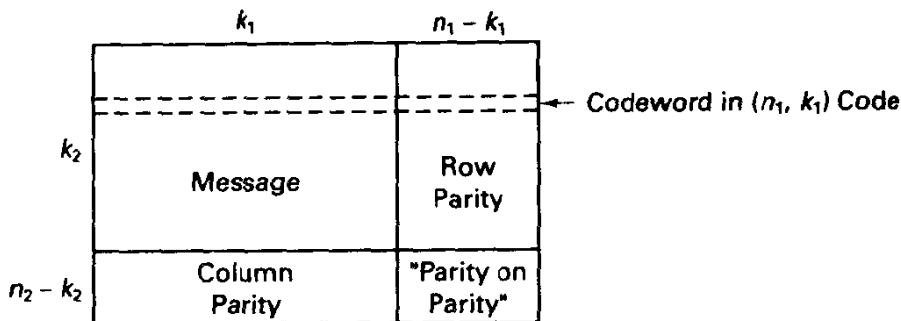 k₁ n₁ – k₁
Codeword in (n₁, k₁) Code
k₂
Message
Row
Parity
n₂ – k₂
Column
Parity
"Parity on
Parity"